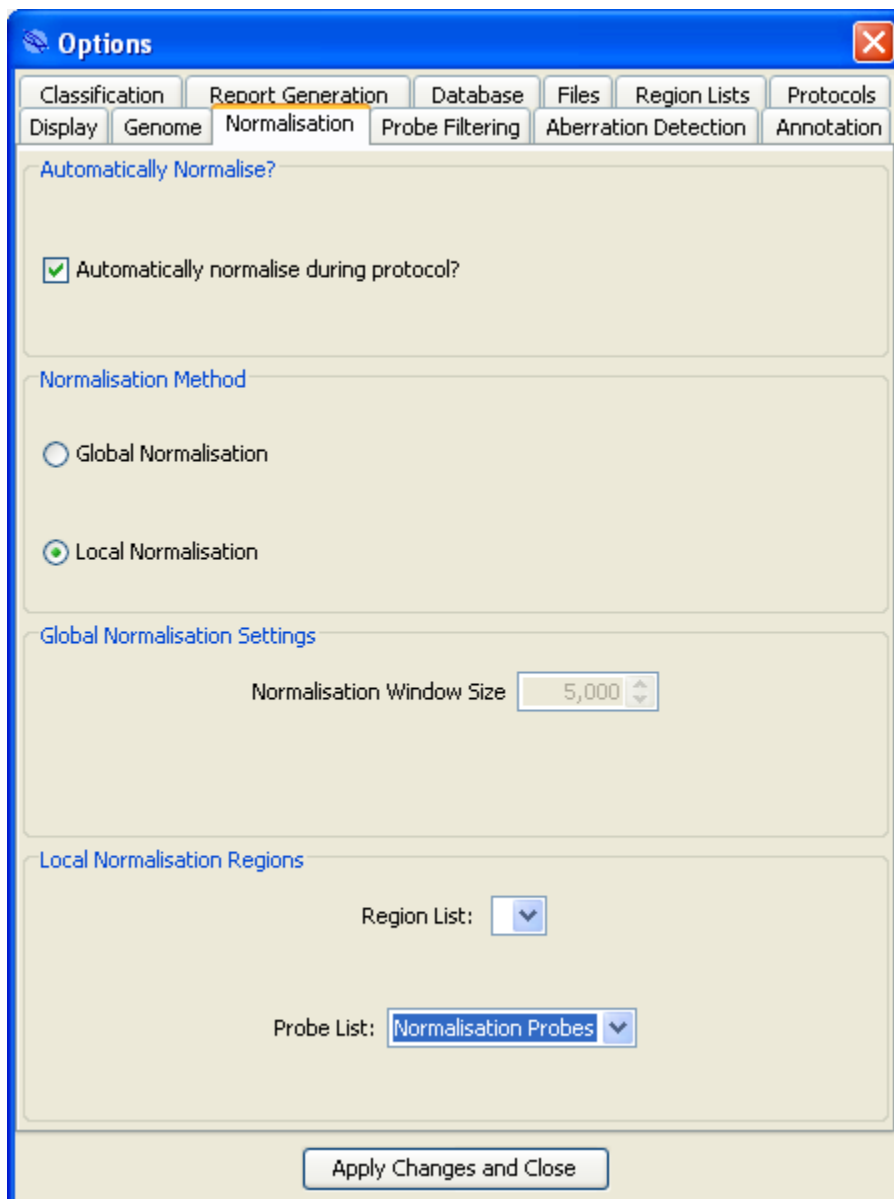 Options
Classification Report Generation Database Files Region Lists Protocols
Display Genome Normalisation Probe Filtering Aberration Detection Annotation
Automatically Normalise?
Automatically normalise during protocol?
Normalisation Method
Global Normalisation
Local Normalisation
Global Normalisation Settings
Normalisation Window Size 5,000
Local Normalisation Regions
Region List:
Probe List: Normalisation Probes
Apply Changes and Close